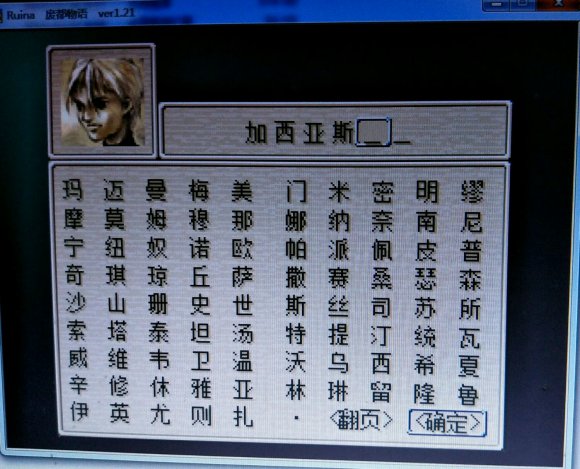 Ruina 废都物语 ver1.21
加西亚斯
玛 迈 曼 梅 美 门 米 密 明 缪
摩 莫 姆 穆 那 娜 纳 奈 南 尼
宁 纽 奴 诺 欧 帕 派 佩 皮 普
奇 琪 琼 丘 萨 撒 赛 桑 瑟 森
沙 山 珊 史 世 斯 丝 司 苏 所
索 塔 泰 坦 汤 特 提 汀 统 瓦
威 维 韦 卫 温 沃 乌 西 希 夏
辛 修 休 雅 亚 林 琳 留 隆 鲁
伊 英 尤 则 扎 · <翻页> <确定>